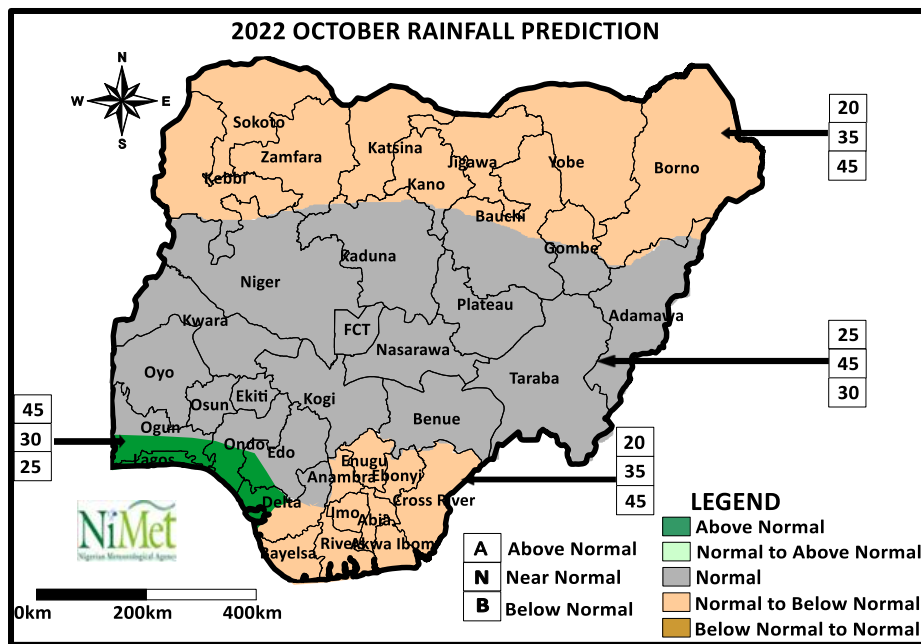 2022 OCTOBER RAINFALL PREDICTION
N
W E
S
Sokoto
Zamfara
Kebbi
Katsina
Kano
Jigawa
Yobe
Borno
Bauchi
Gombe
20
35
45
Kaduna
Niger
Plateau
Adamawa
Kwara
FCT
Nasarawa
Taraba
25
45
30
Oyo
Osun
Ekiti
Kogi
Benue
Ogun
Ondo
Edo
Lagos
45
30
25
Enugu
Anambra
Ebonyi
Cross River
Delta
Imo
Abia
Bayelsa
Rivers
Akwa Ibom
20
35
45
NiMet
Nigerian Meteorological Agency
0km 200km 400km
A Above Normal
N Near Normal
B Below Normal
LEGEND
Above Normal
Normal to Above Normal
Normal
Normal to Below Normal
Below Normal to Normal